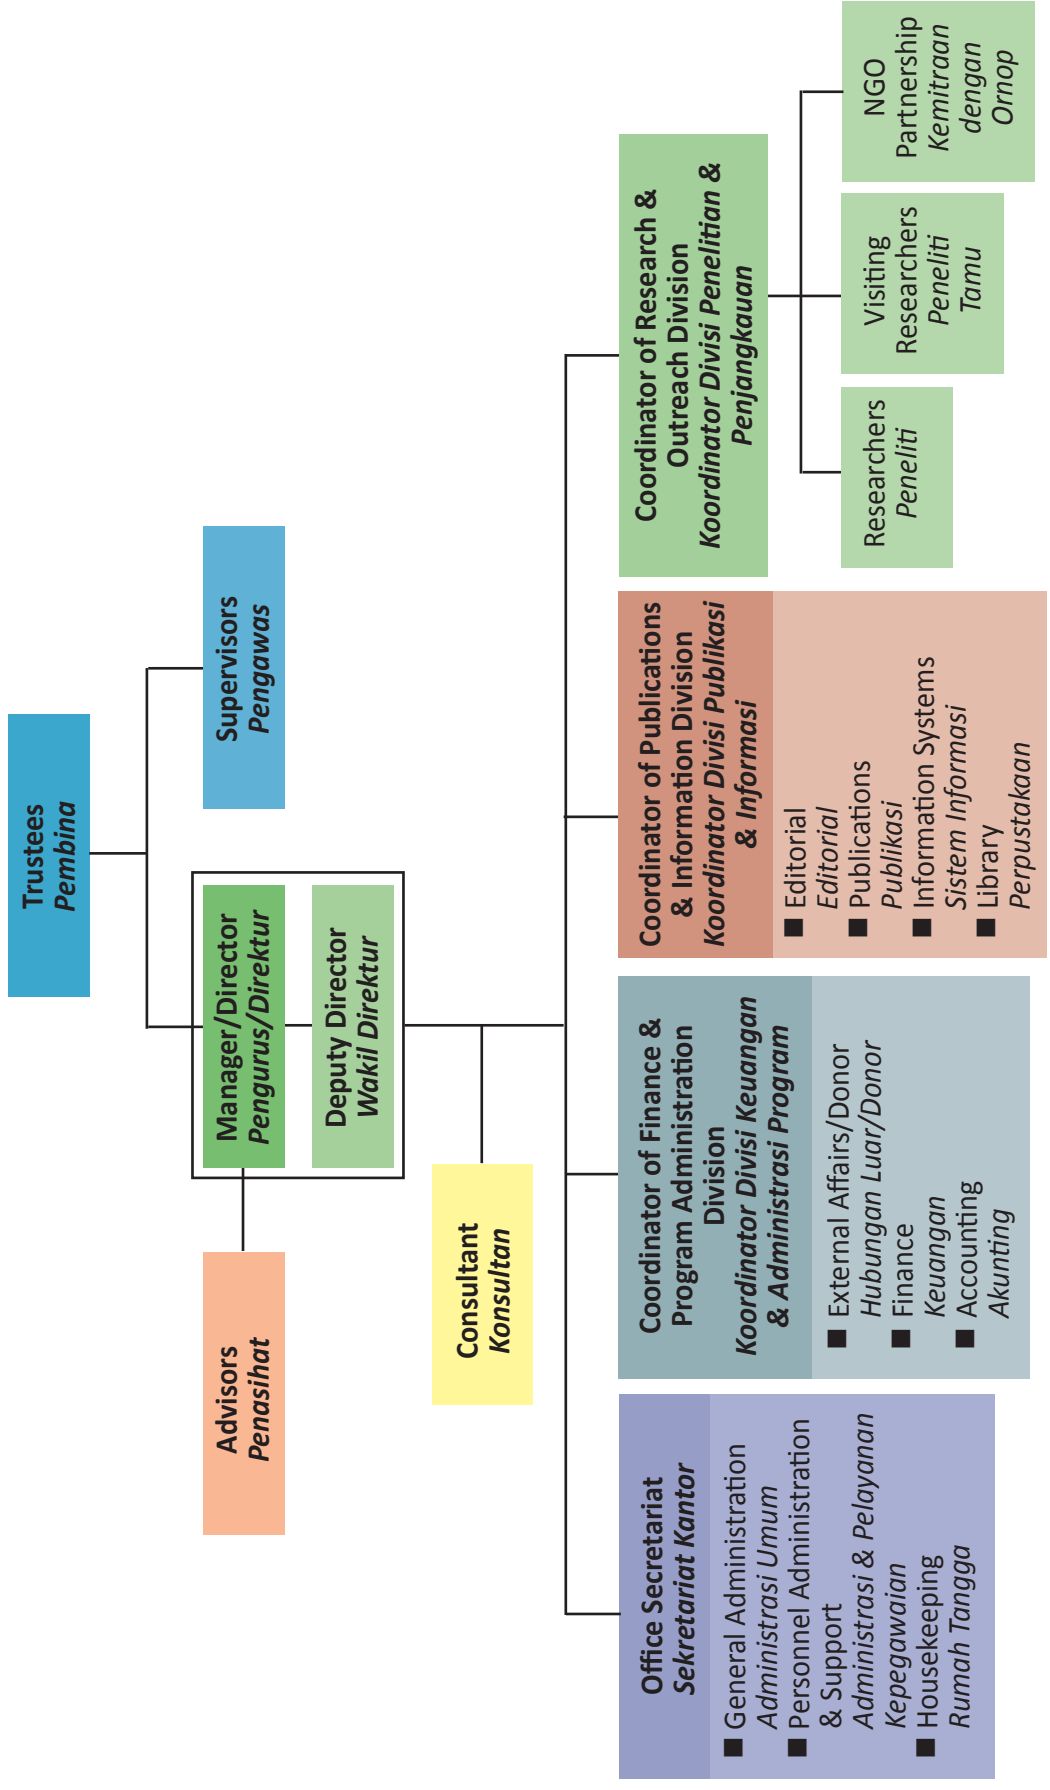 Trustees
Pembina
Advisors
Penasihat
Manager/Director
Pengurus/Direktur
Deputy Director
Wakil Direktur
Supervisors
Pengawas
Consultant
Konsultan
Office Secretariat
Sekretariat Kantor
■ General Administration
Administrasi Umum
■ Personnel Administration
& Support
Administrasi & Pelayanan
Kepegawaian
■ Housekeeping
Rumah Tangga
Coordinator of Finance &
Program Administration
Division
Koordinator Divisi Keuangan
& Administrasi Program
■ External Affairs/Donor
Hubungan Luar/Donor
■ Finance
Keuangan
■ Accounting
Akunting
Coordinator of Publications
& Information Division
Koordinator Divisi Publikasi
& Informasi
■ Editorial
Editorial
■ Publications
Publikasi
■ Information Systems
Sistem Informasi
■ Library
Perpustakaan
Coordinator of Research &
Outreach Division
Koordinator Divisi Penelitian &
Penjangkauan
Researchers
Peneliti
Visiting
Researchers
Peneliti
Tamu
NGO
Partnership
Kemitraan
dengan
Ornop